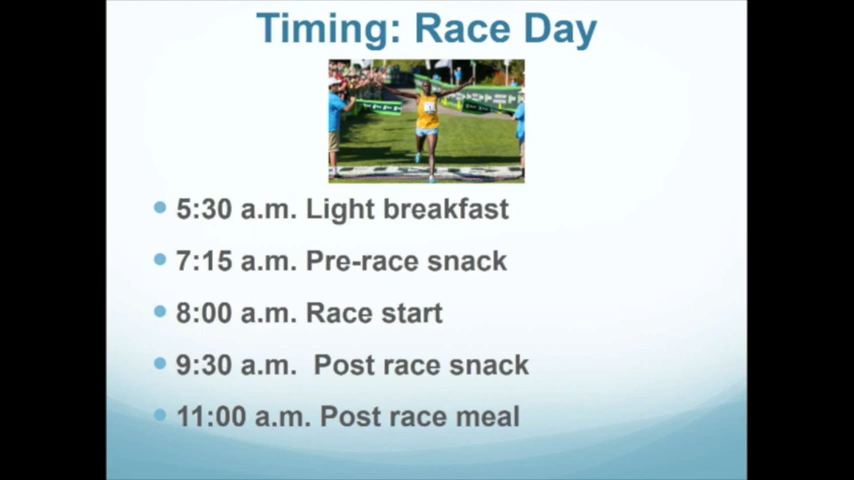 Timing: Race Day
5:30 a.m. Light breakfast
7:15 a.m. Pre-race snack
8:00 a.m. Race start
9:30 a.m. Post race snack
11:00 a.m. Post race meal